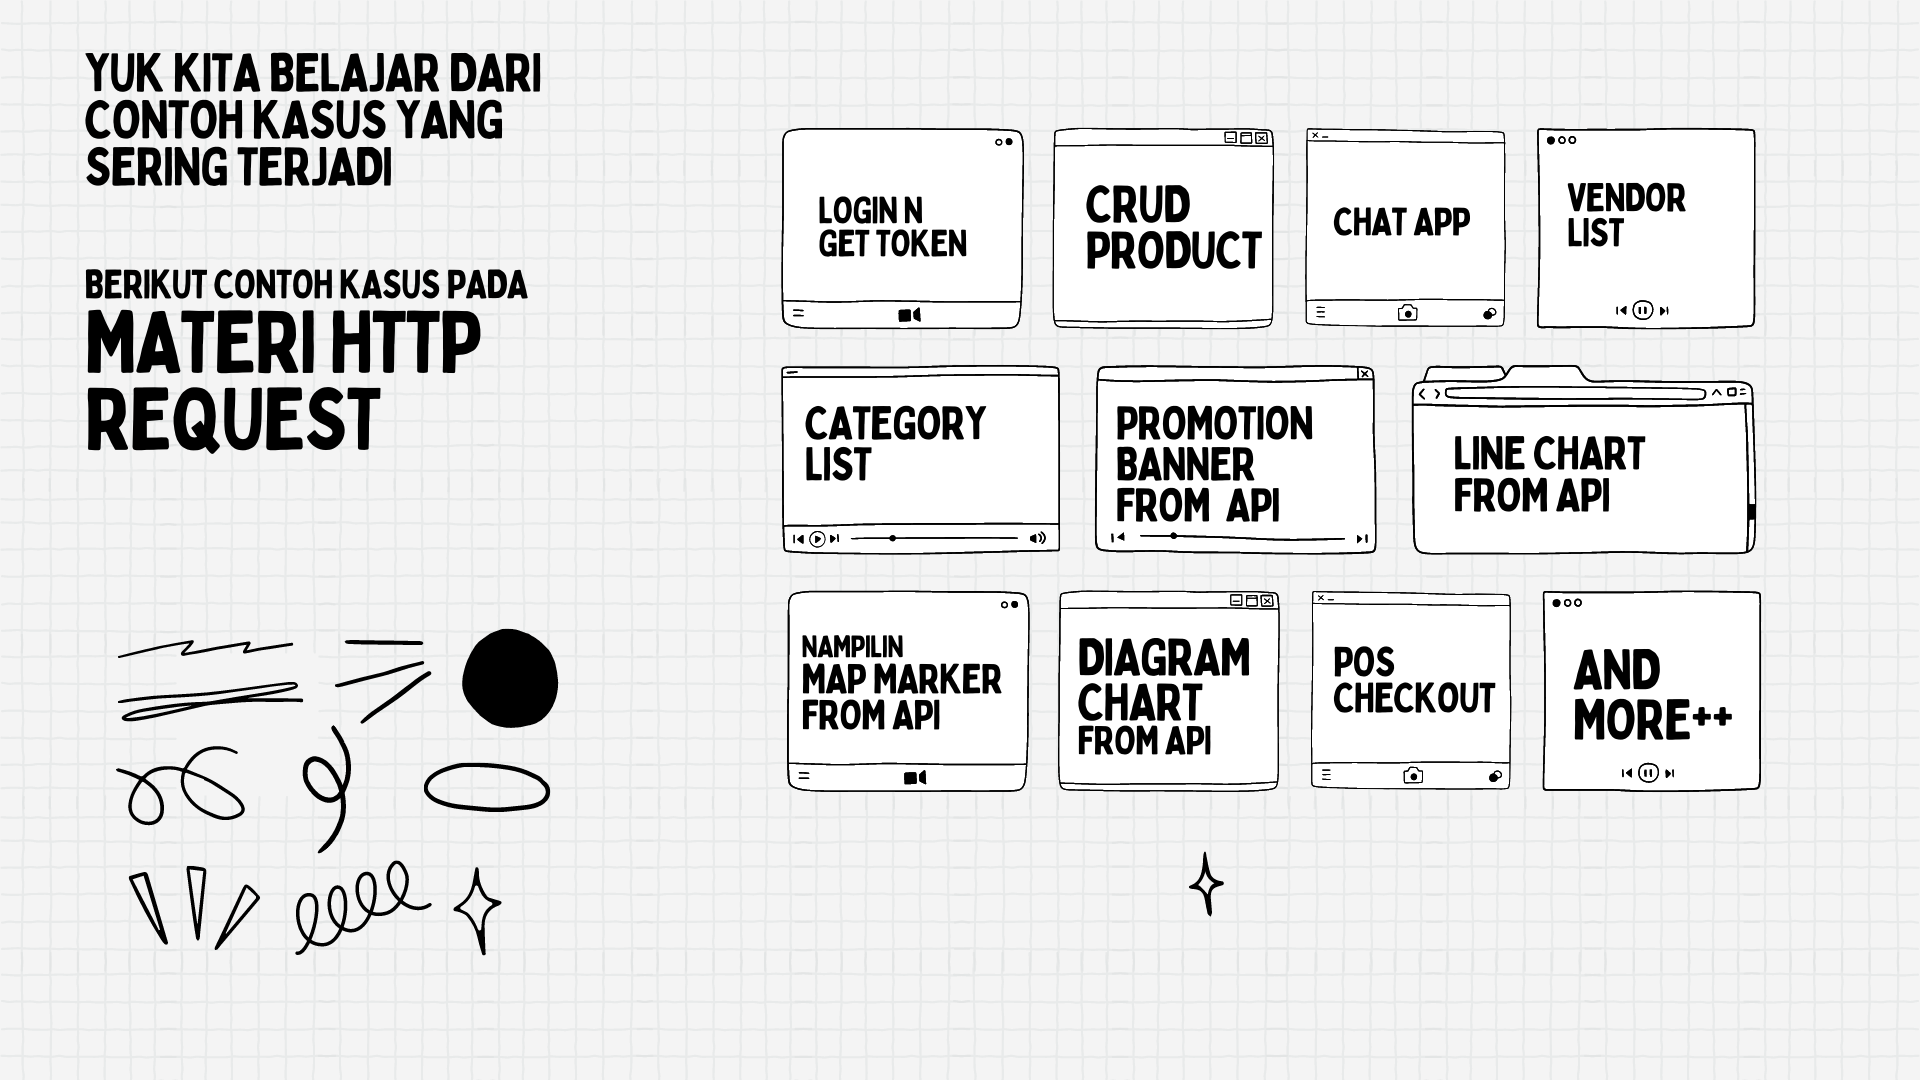 YUK KITA BELAJAR DARI
CONTOH KASUS YANG
SERING TERJADI
BERIKUT CONTOH KASUS PADA
MATERI HTTP
REQUEST
LOGIN N
GET TOKEN
CRUD
PRODUCT
CHAT APP
VENDOR
LIST
CATEGORY
LIST
PROMOTION
BANNER
FROM API
LINE CHART
FROM API
NAMPILIN
MAP MARKER
FROM API
DIAGRAM
CHART
FROM API
POS
CHECKOUT
AND
MORE++